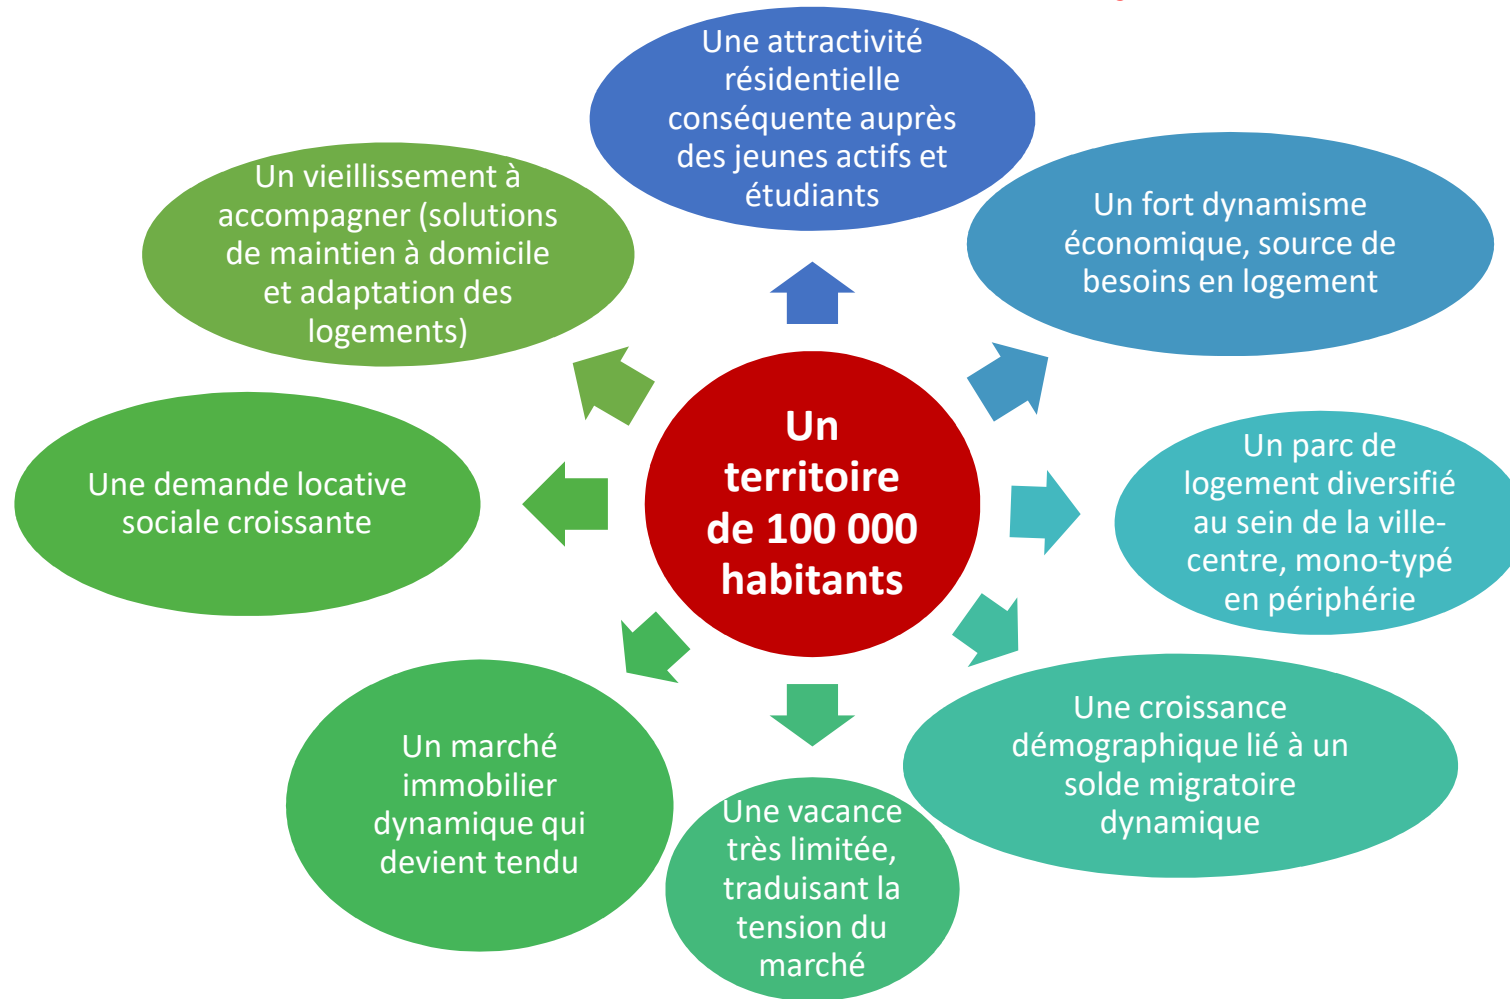 Une attractivité
résidentielle
conséquente auprès
des jeunes actifs et
étudiants
Un fort dynamisme
économique, source de
besoins en logement
Un parc de
logement diversifié
au sein de la ville-
centre, mono-typé
en périphérie
Une croissance
démographique lié à un
solde migratoire
dynamique
Une vacance
très limitée,
traduisant la
tension du
marché
Un marché
immobilier
dynamique qui
devient tendu
Une demande locative
sociale croissante
Un vieillissement à
accompagner (solutions
de maintien à domicile
et adaptation des
logements)
Un
territoire
de 100 000
habitants